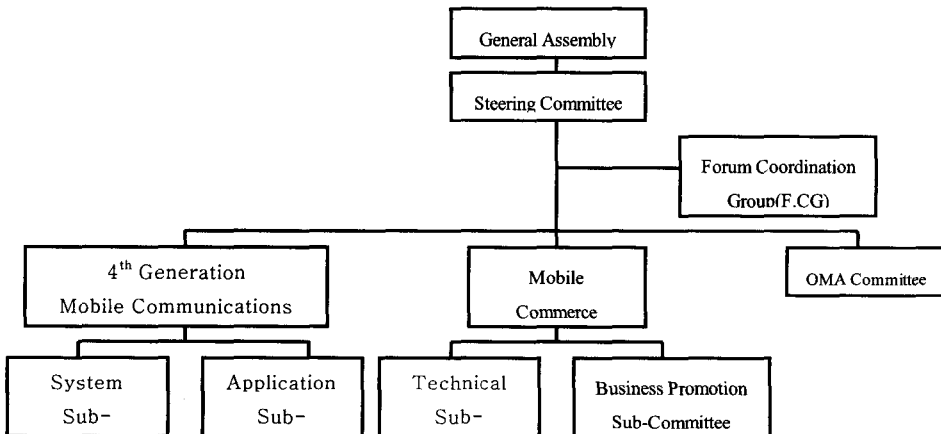 General Assembly
Steering Committee
Forum Coordination
Group(F.CG)
4th Generation
Mobile Communications
Mobile
Commerce
OMA Committee
System
Sub-
Application
Sub-
Technical
Sub-
Business Promotion
Sub-Committee